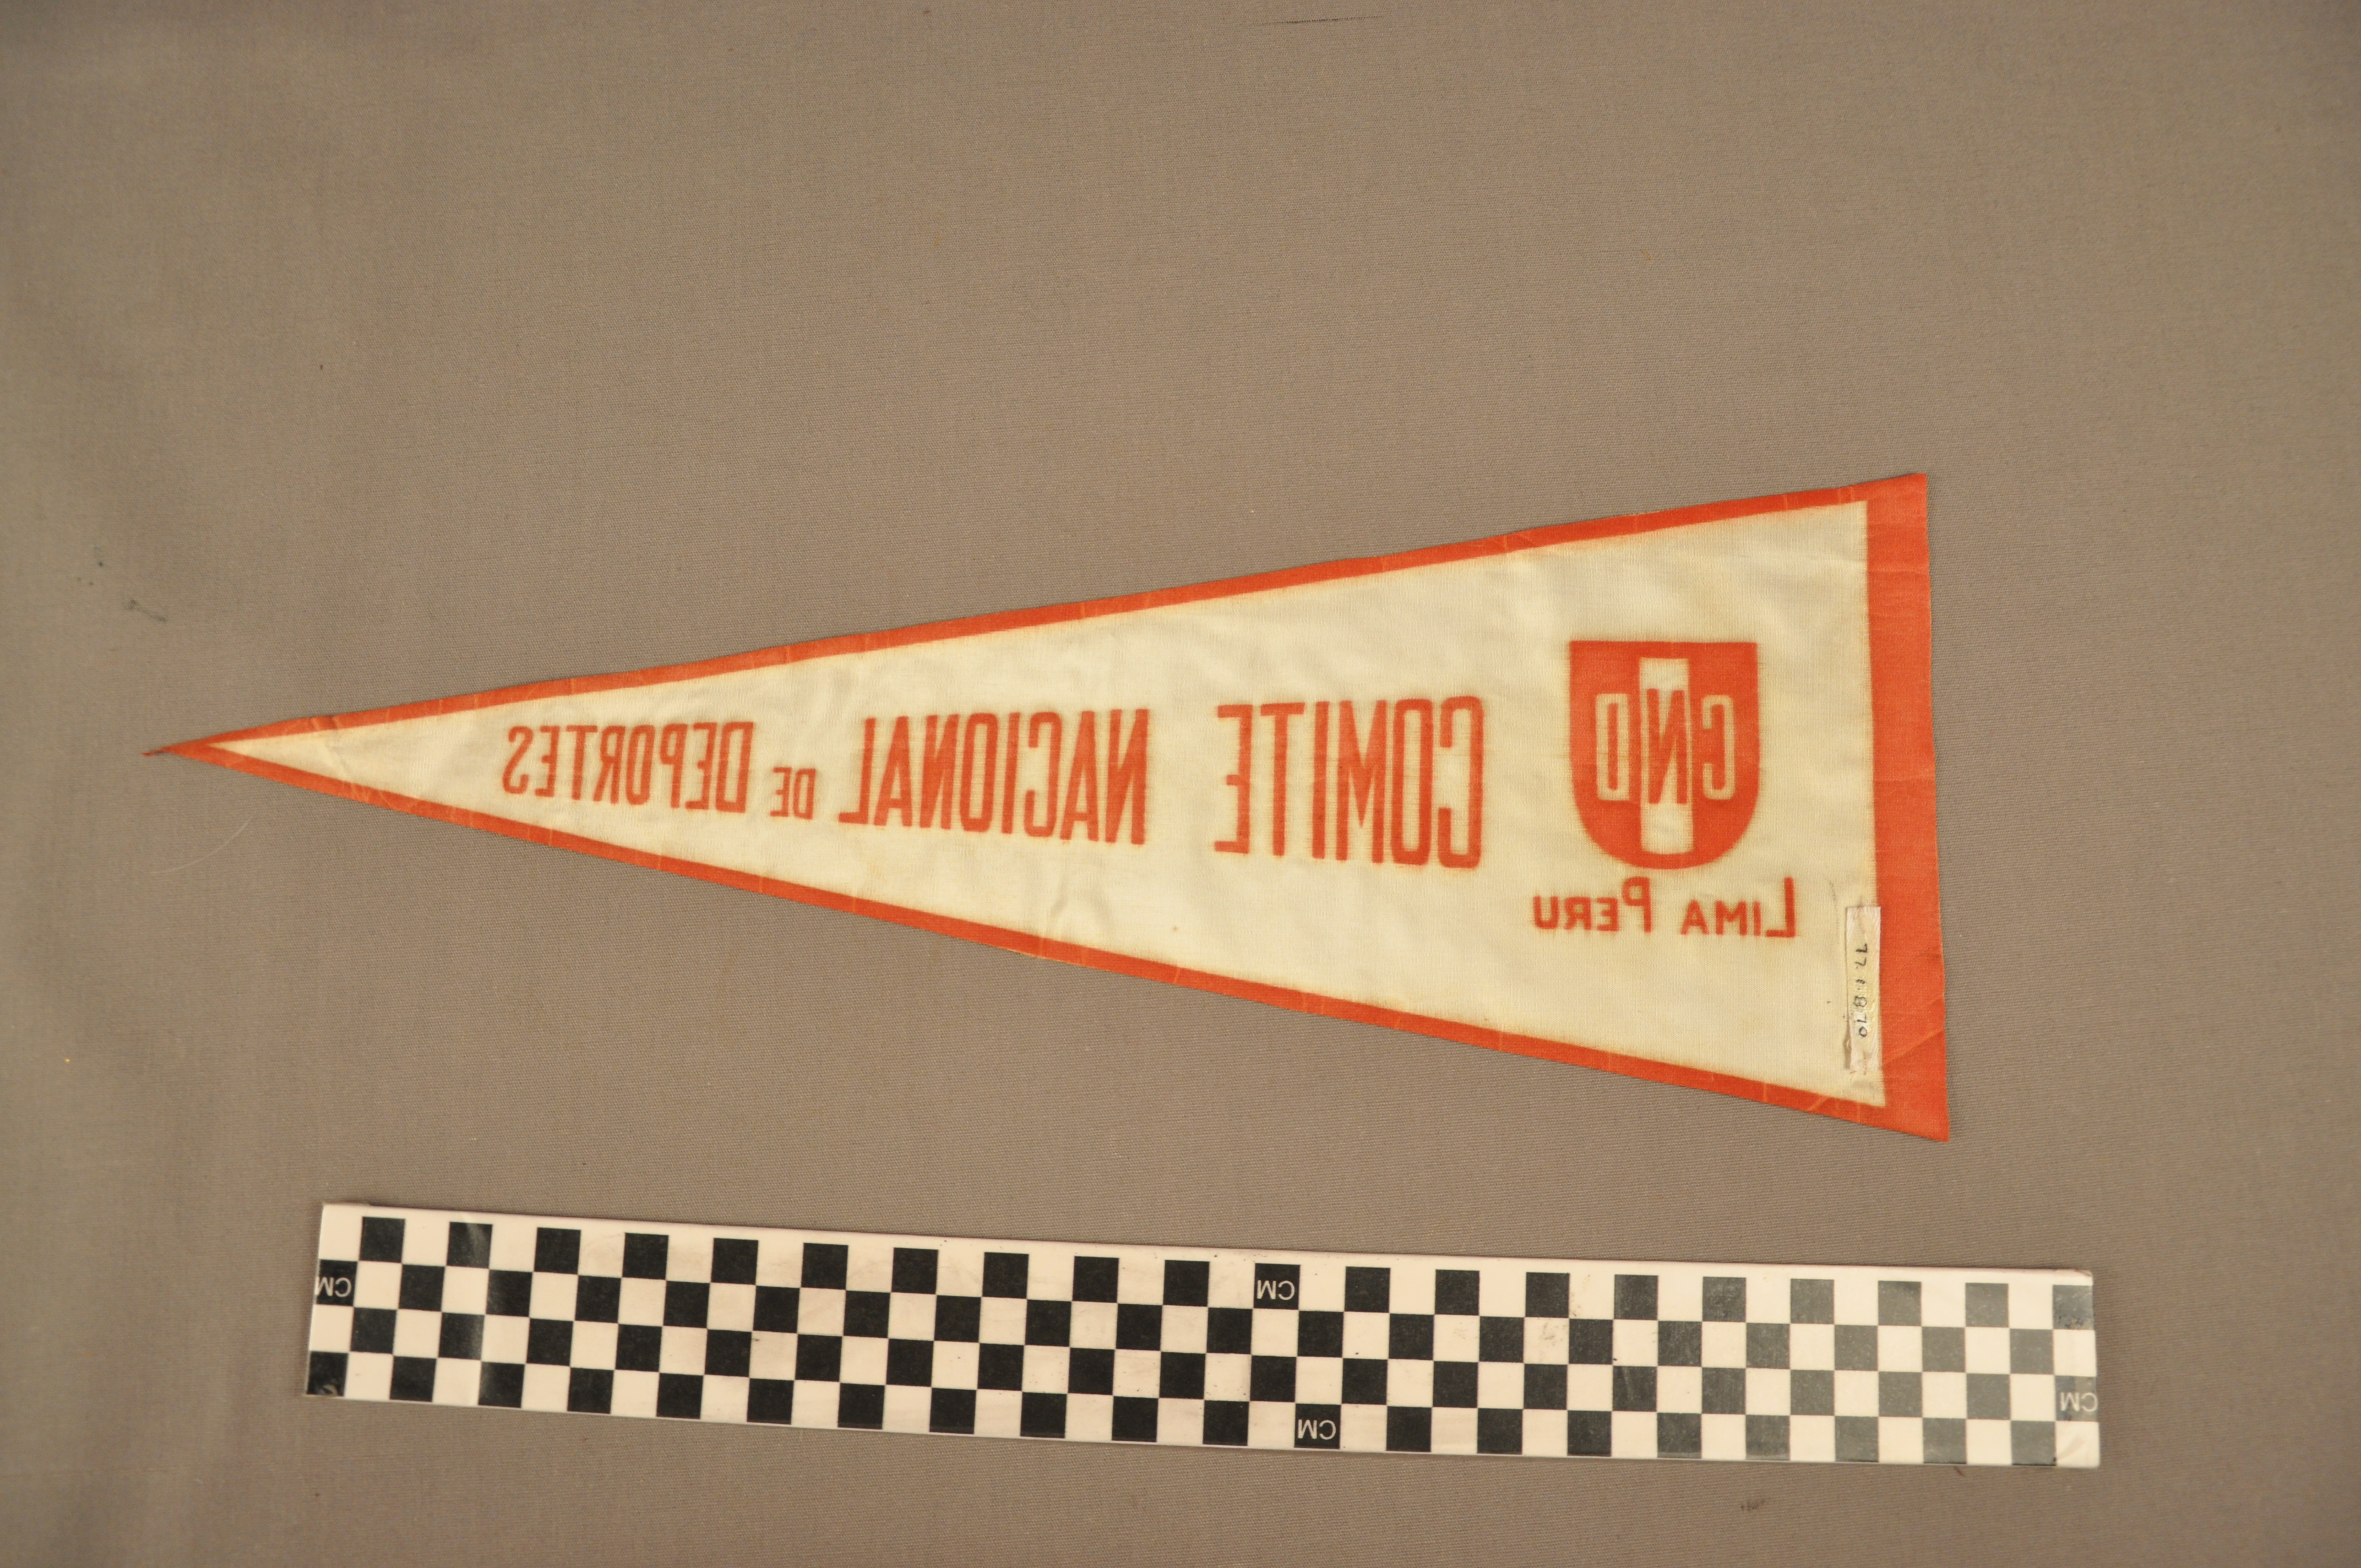 CND
LIMA PERU
COMITE NACIONAL DE DEPORTES
CM
CM
CM
CM